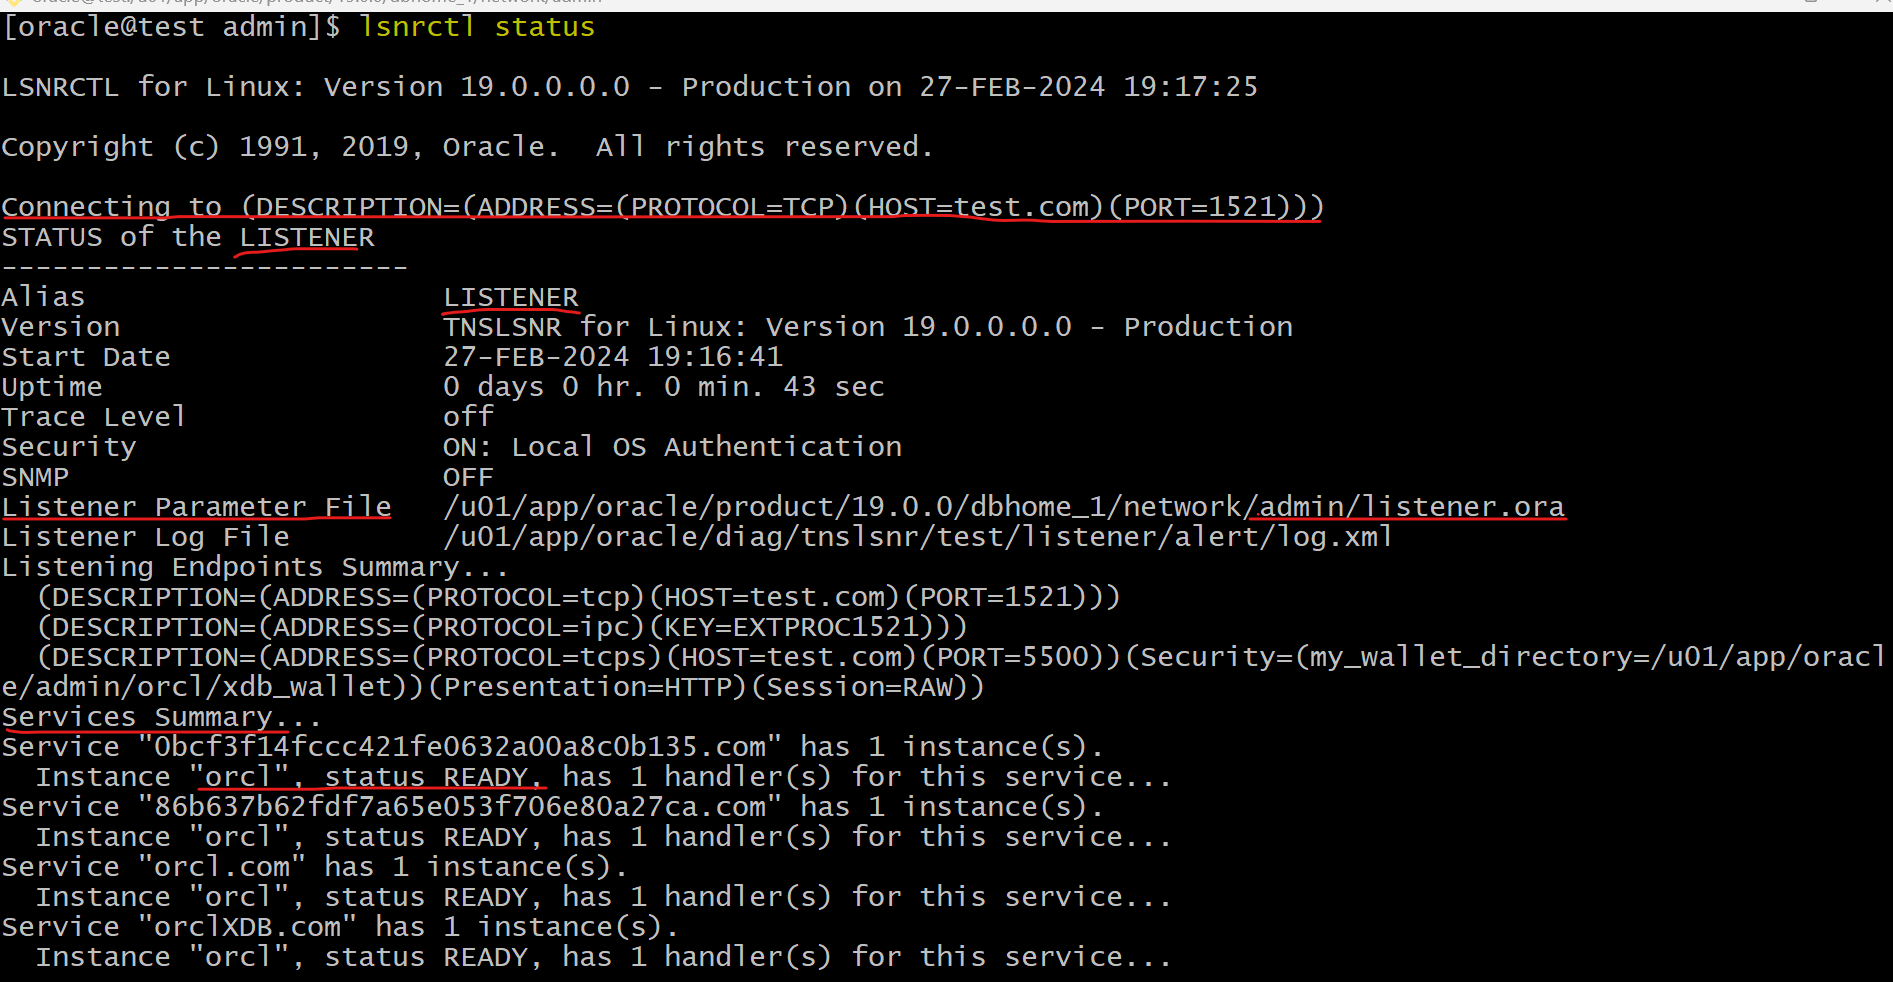 [oracle@test admin]$ lsnrctl status
LSNRCTL for Linux: Version 19.0.0.0.0 - Production on 27-FEB-2024 19:17:25
Copyright (c) 1991, 2019, Oracle.  All rights reserved.
Connecting to (DESCRIPTION=(ADDRESS=(PROTOCOL=TCP)(HOST=test.com)(PORT=1521)))
STATUS of the LISTENER
------------------------
Alias                     LISTENER
Version                   TNSLSNR for Linux: Version 19.0.0.0.0 - Production
Start Date                27-FEB-2024 19:16:41
Uptime                    0 days 0 hr. 0 min. 43 sec
Trace Level               off
Security                  ON: Local OS Authentication
SNMP                      OFF
Listener Parameter File   /u01/app/oracle/product/19.0.0/dbhome_1/network/admin/listener.ora
Listener Log File         /u01/app/oracle/diag/tnslsnr/test/listener/alert/log.xml
Listening Endpoints Summary...
  (DESCRIPTION=(ADDRESS=(PROTOCOL=tcp)(HOST=test.com)(PORT=1521)))
  (DESCRIPTION=(ADDRESS=(PROTOCOL=ipc)(KEY=EXTPROC1521)))
  (DESCRIPTION=(ADDRESS=(PROTOCOL=tcps)(HOST=test.com)(PORT=5500))(Security=(my_wallet_directory=/u01/app/oracl
e/admin/orcl/xdb_wallet))(Presentation=HTTP)(Session=RAW))
Services Summary...
Service "0bcf3f14fccc421fe0632a00a8c0b135.com" has 1 instance(s).
  Instance "orcl", status READY, has 1 handler(s) for this service...
Service "86b637b62fdf7a65e053f706e80a27ca.com" has 1 instance(s).
  Instance "orcl", status READY, has 1 handler(s) for this service...
Service "orcl.com" has 1 instance(s).
  Instance "orcl", status READY, has 1 handler(s) for this service...
Service "orclXDB.com" has 1 instance(s).
  Instance "orcl", status READY, has 1 handler(s) for this service...